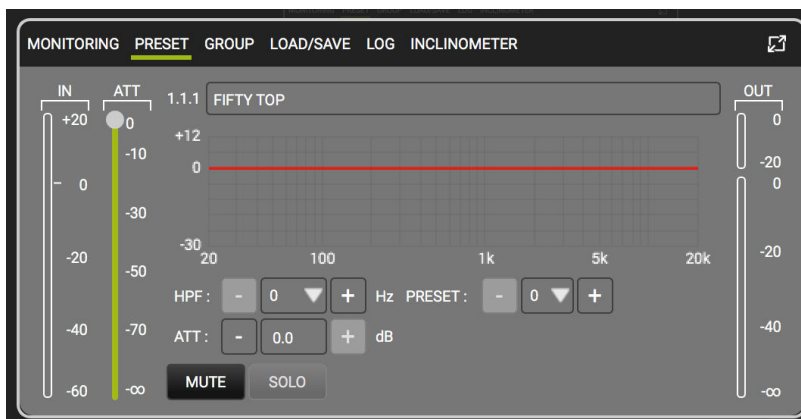 MONITORING PRESET GROUP LOAD/SAVE LOG INCLINOMETER
IN ATT 1.1.1 FIFTY TOP OUT
+20 0 +12 0
-10 -20
0 0 0
-30
-20 -30 -20
20 100 1k 5k 20k
-50
HPF : - 0 + Hz PRESET : - 0 +
-40 -70 ATT : - 0.0 + dB -40
-60 -∞ MUTE SOLO -∞